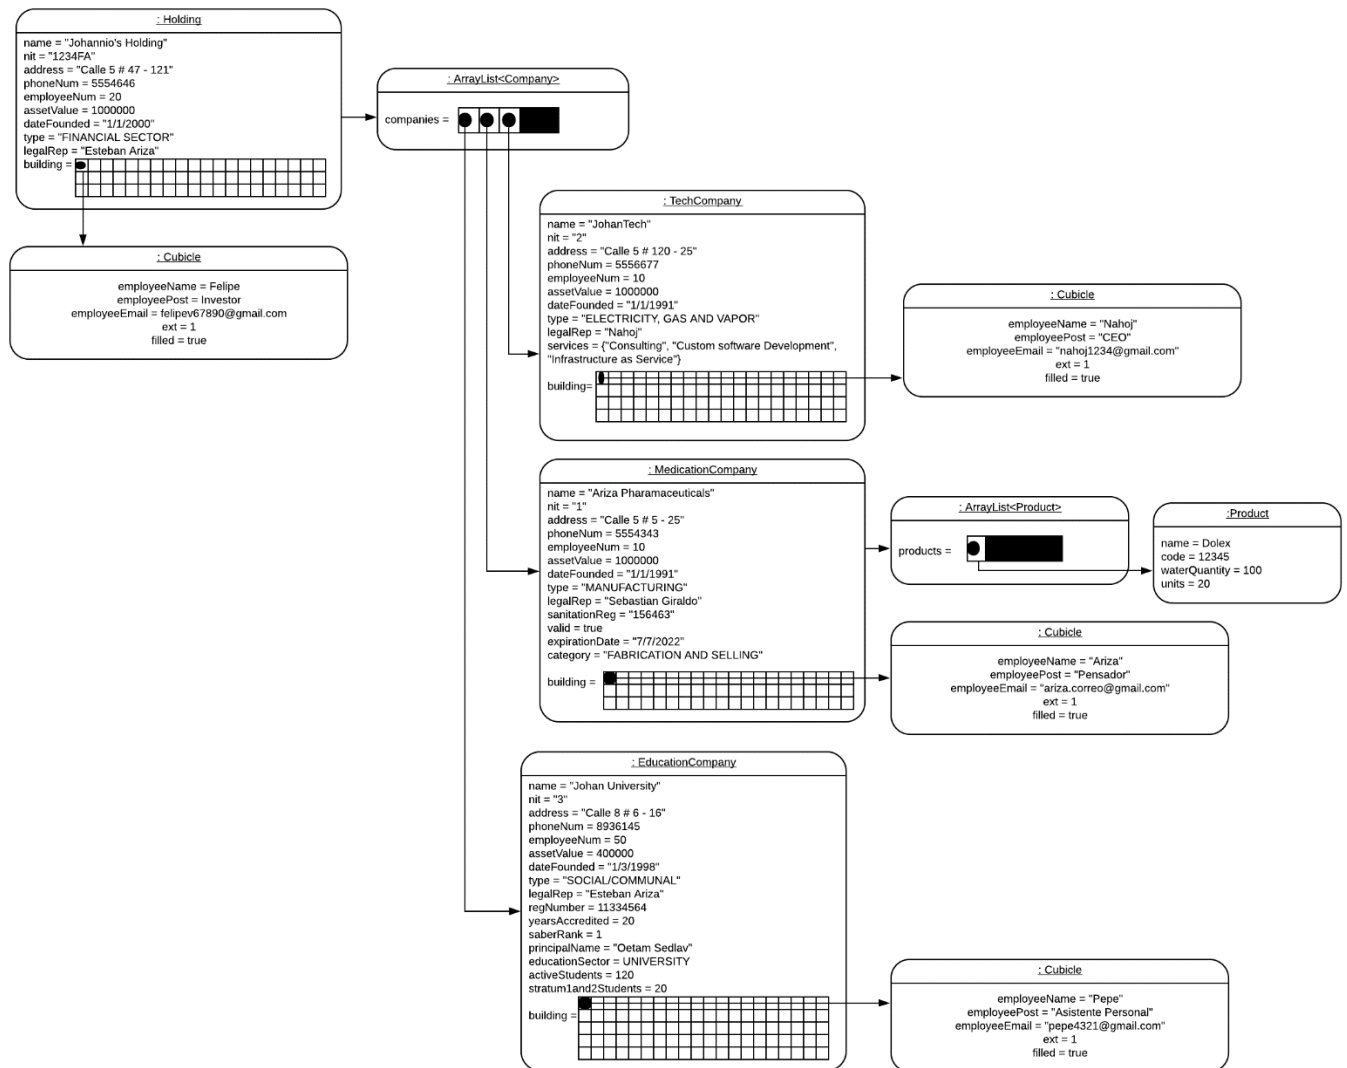 : Holding
name = "Johannio's Holding"
nit = "1234FA"
address = "Calle 5 # 47 - 121"
phoneNum = 5554646
employeeNum = 20
assetValue = 1000000
dateFounded = "1/1/2000"
type = "FINANCIAL SECTOR"
legalRep = "Esteban Ariza"
building =
: Cubicle
employeeName = Felipe
employeePost = Investor
employeeEmail = felipev67890@gmail.com
ext = 1
filled = true
: ArrayList<Company>
companies =
: TechCompany
name = "JohanTech"
nit = "2"
address = "Calle 5 # 120 - 25"
phoneNum = 5556677
employeeNum = 10
assetValue = 1000000
dateFounded = "1/1/1991"
type = "ELECTRICITY, GAS AND VAPOR"
legalRep = "Nahoj"
services = {"Consulting", "Custom software Development",
"Infrastructure as Service"}
building=
: Cubicle
employeeName = "Nahoj"
employeePost = "CEO"
employeeEmail = "nahoj1234@gmail.com"
ext = 1
filled = true
: MedicationCompany
name = "Ariza Pharamaceuticals"
nit = "1"
address = "Calle 5 # 5 - 25"
phoneNum = 5554343
employeeNum = 10
assetValue = 1000000
dateFounded = "1/1/1991"
type = "MANUFACTURING"
legalRep = "Sebastian Giraldo"
sanitationReg = "156463"
valid = true
expirationDate = "7/7/2022"
category = "FABRICATION AND SELLING"
building =
: ArrayList<Product>
products =
:Product
name = Dolex
code = 12345
waterQuantity = 100
units = 20
: Cubicle
employeeName = "Ariza"
employeePost = "Pensador"
employeeEmail = "ariza.correo@gmail.com"
ext = 1
filled = true
: EducationCompany
name = "Johan University"
nit = "3"
address = "Calle 8 # 6 - 16"
phoneNum = 8936145
employeeNum = 50
assetValue = 400000
dateFounded = "1/3/1998"
type = "SOCIAL/COMMUNAL"
legalRep = "Esteban Ariza"
regNumber = 11334564
yearsAccredited = 20
saberRank = 1
principalName = "Oetam Sedlav"
educationSector = UNIVERSITY
activeStudents = 120
stratum1and2Students = 20
building =
: Cubicle
employeeName = "Pepe"
employeePost = "Asistente Personal"
employeeEmail = "pepe4321@gmail.com"
ext = 1
filled = true